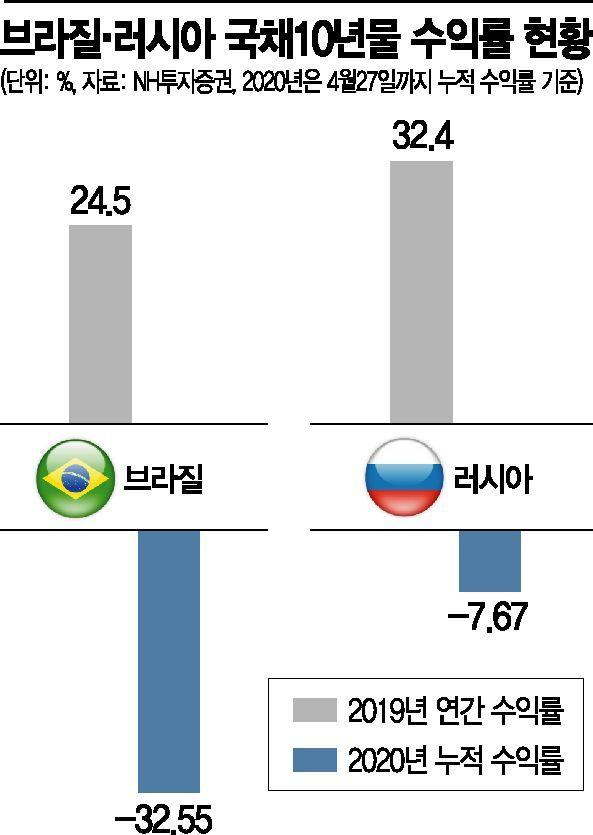 브라질·러시아 국채10년물 수익률 현황
(단위: %, 자료: NH투자증권, 2020년은 4월27일까지 누적 수익률 기준)
24.5
32.4
브라질
러시아
-32.55
-7.67
2019년 연간 수익률
2020년 누적 수익률